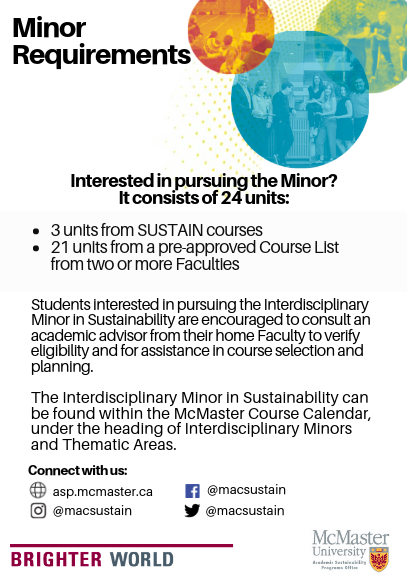 Minor
Requirements
Interested in pursuing the Minor?
It consists of 24 units:
• 3 units from SUSTAIN courses
• 21 units from a pre-approved Course List
from two or more Faculties
Students interested in pursuing the Interdisciplinary
Minor in Sustainability are encouraged to consult an
academic advisor from their home Faculty to verify
eligibility and for assistance in course selection and
planning.
The Interdisciplinary Minor in Sustainability can
be found within the McMaster Course Calendar,
under the heading of Interdisciplinary Minors
and Thematic Areas.
Connect with us:
asp.mcmaster.ca @macsustain
@macsustain @macsustain
BRIGHTER WORLD
McMaster
University
Academic Sustainability
Programs Office